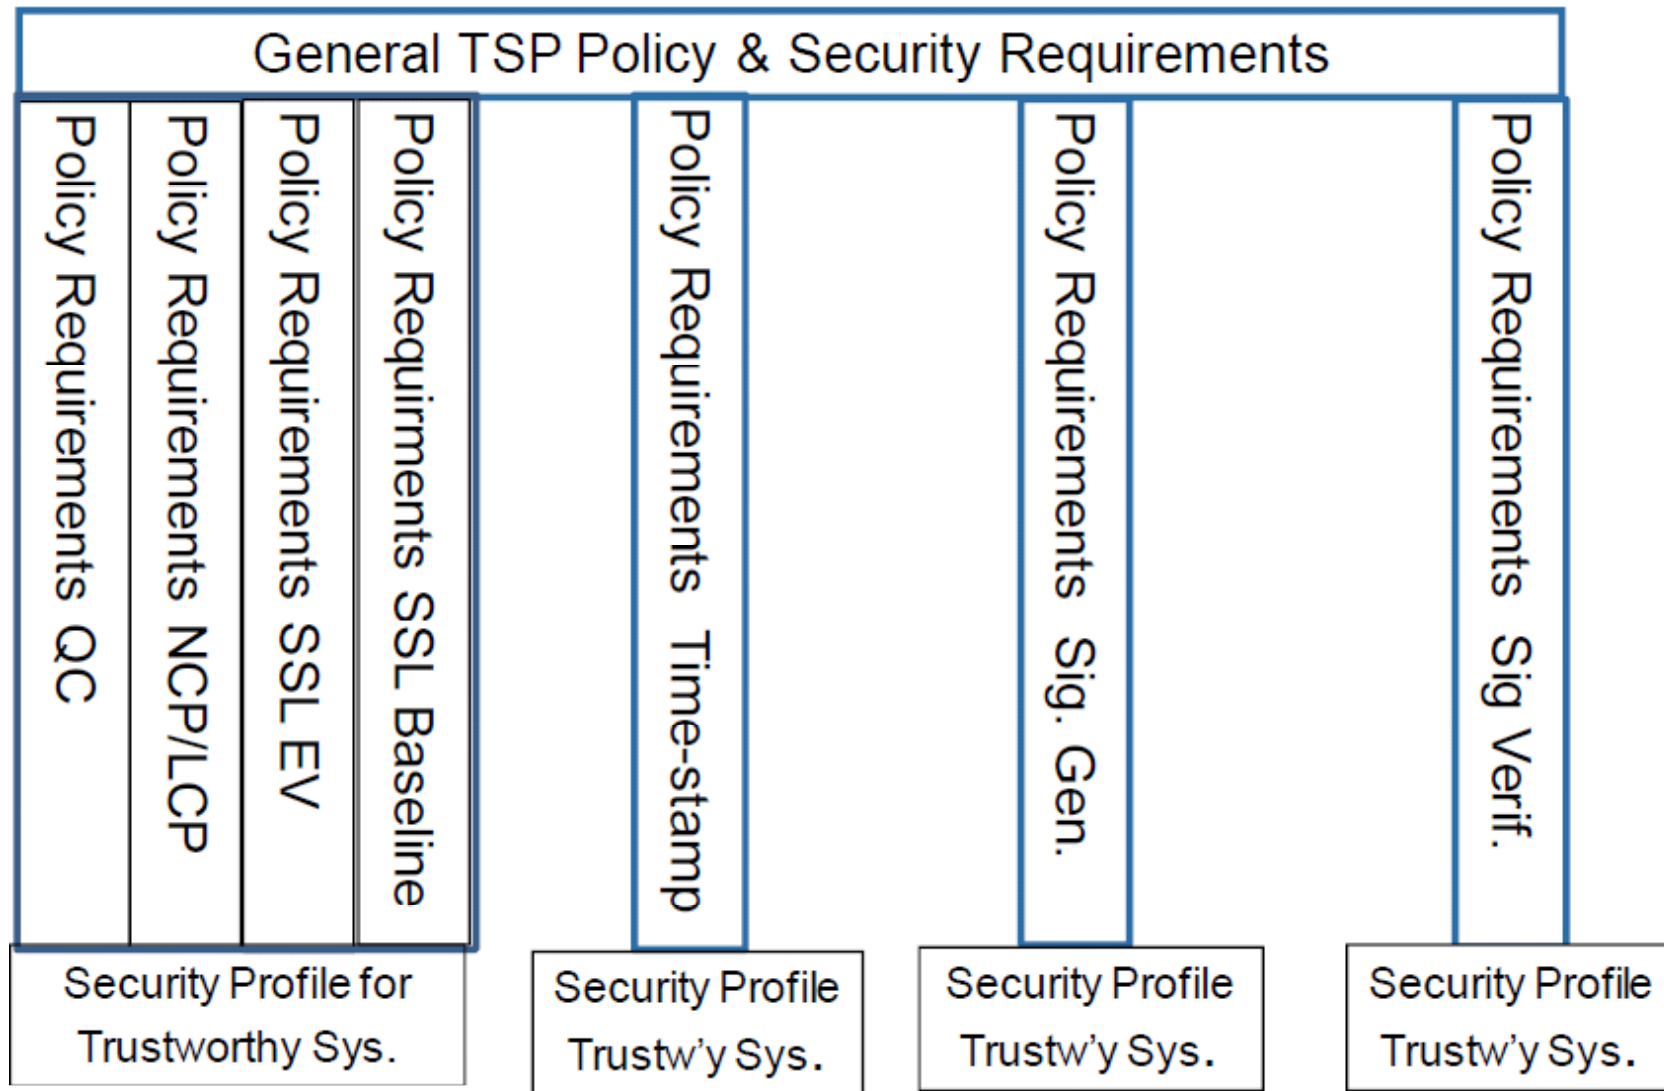 General TSP Policy & Security Requirements
Policy Requirements QC
Policy Requirements NCP/LCP
Policy Requirements SSL EV
Policy Requirments SSL Baseline
Policy Requirements Time-stamp
Policy Requirements Sig. Gen.
Policy Requirements Sig Verif.
Security Profile for
Trustworthy Sys.
Security Profile
Trustw'y Sys.
Security Profile
Trustw'y Sys.
Security Profile
Trustw'y Sys.